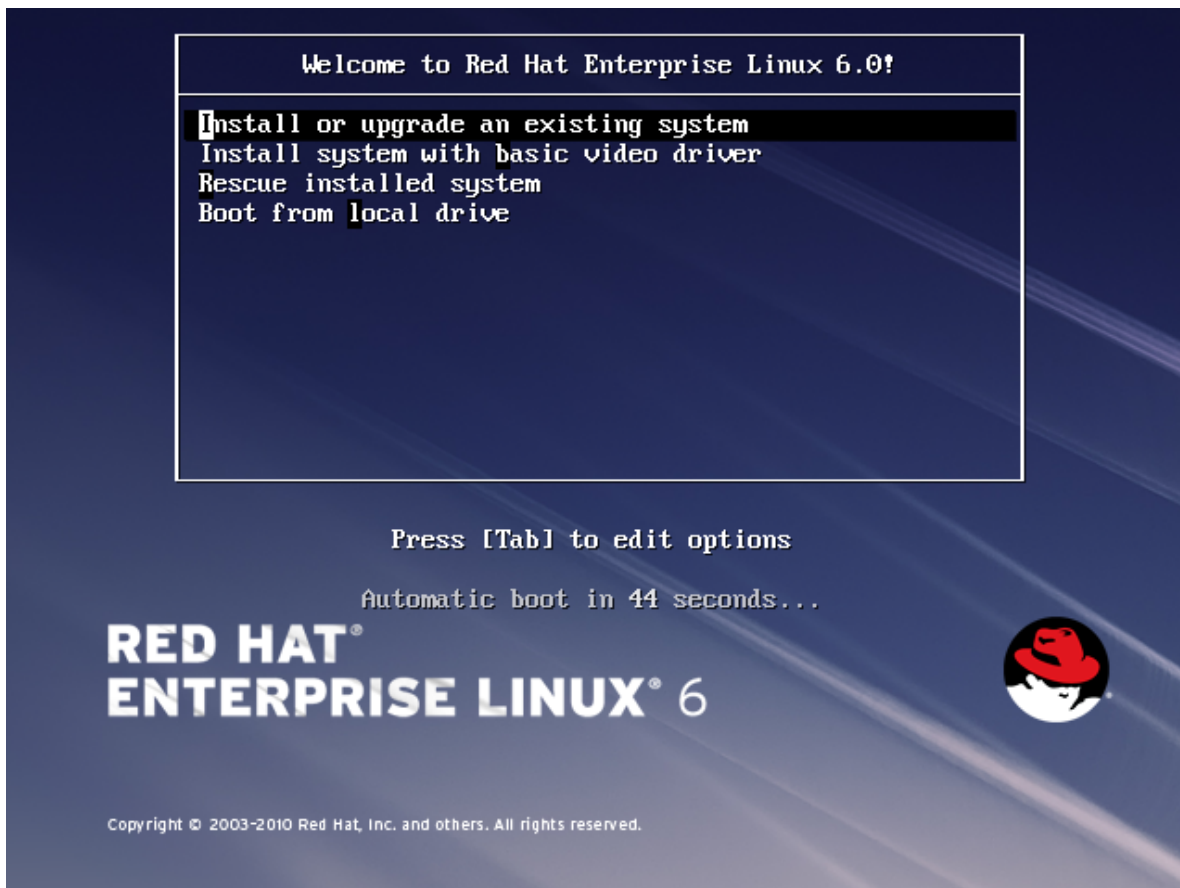 Welcome to Red Hat Enterprise Linux 6.0!
Install or upgrade an existing system
Install system with basic video driver
Rescue installed system
Boot from local drive
Press [Tab] to edit options
Automatic boot in 44 seconds...
RED HAT®
ENTERPRISE LINUX® 6
Copyright © 2003-2010 Red Hat, Inc. and others. All rights reserved.